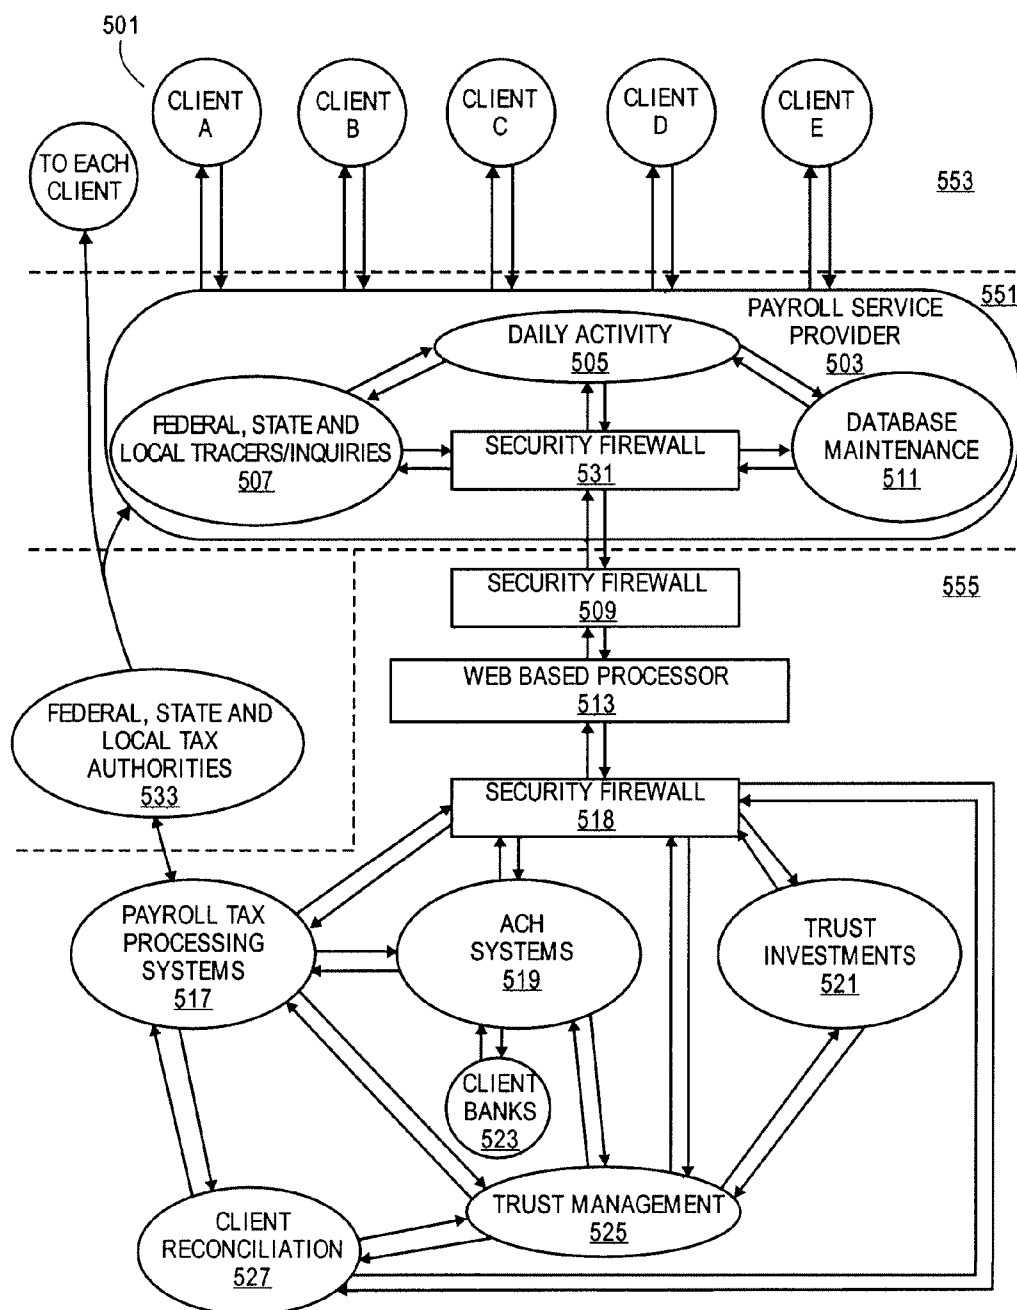 501
CLIENT
A
CLIENT
B
CLIENT
C
CLIENT
D
CLIENT
E
TO EACH
CLIENT
553
551
PAYROLL SERVICE
PROVIDER
503
DAILY ACTIVITY
505
FEDERAL, STATE AND
LOCAL TRACERS/INQUIRIES
507
SECURITY FIREWALL
531
DATABASE
MAINTENANCE
511
SECURITY FIREWALL
509
555
WEB BASED PROCESSOR
513
FEDERAL, STATE AND
LOCAL TAX
AUTHORITIES
533
SECURITY FIREWALL
518
PAYROLL TAX
PROCESSING
SYSTEMS
517
ACH
SYSTEMS
519
TRUST
INVESTMENTS
521
CLIENT
BANKS
523
TRUST MANAGEMENT
525
CLIENT
RECONCILIATION
527